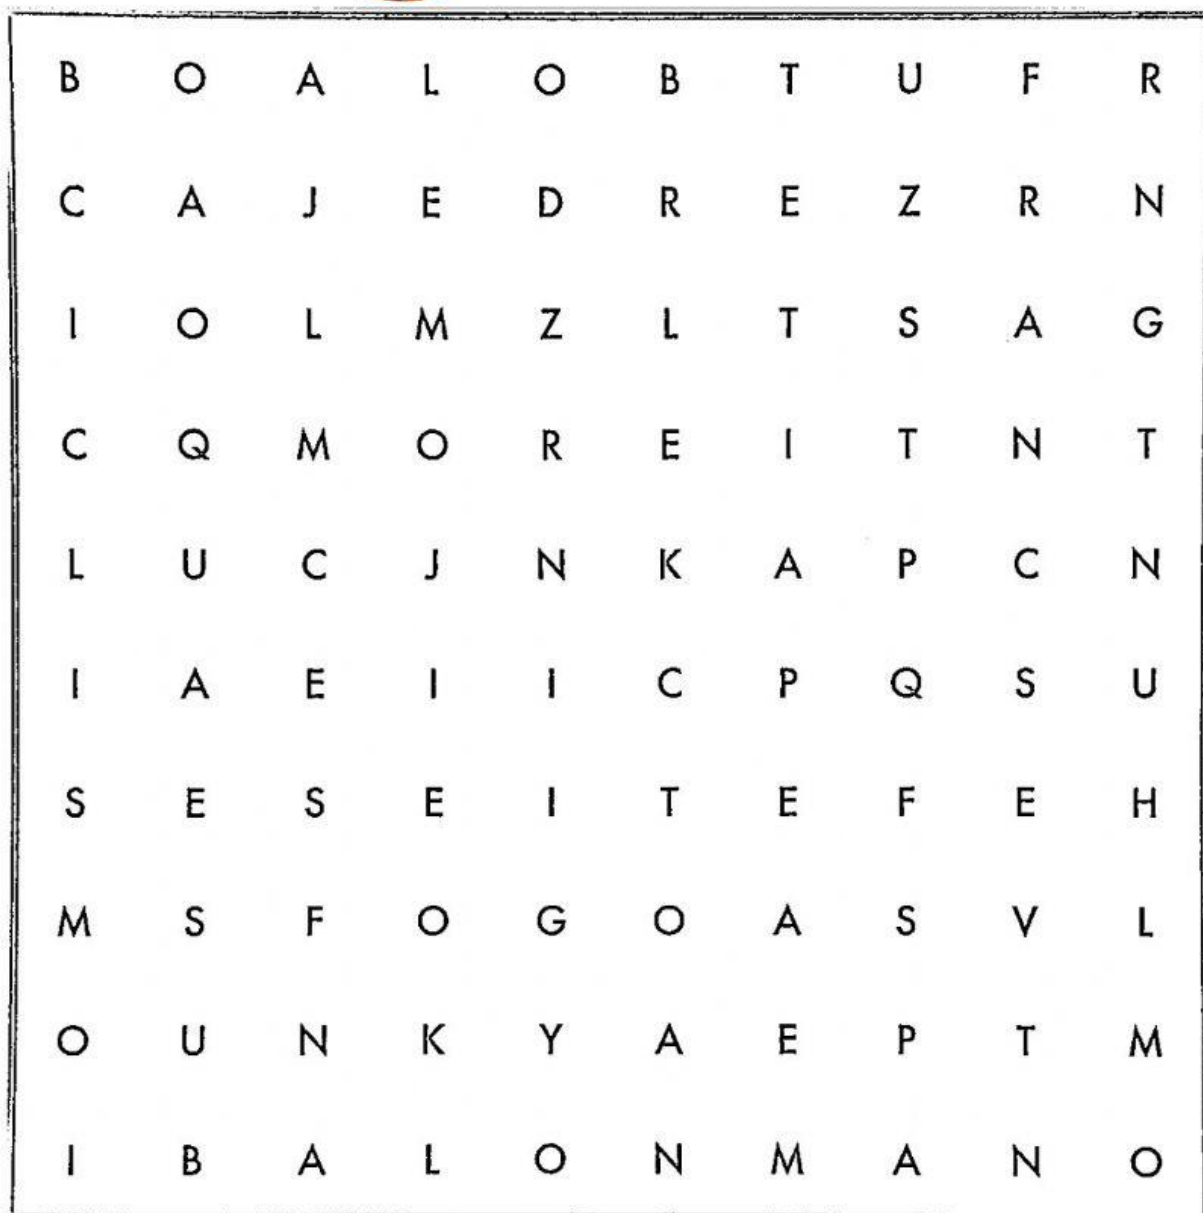 B O A L O B T U F R
C A J E D R E Z R N
I O L M Z L T S A G
C Q M O R E I T N T
L U C J N K A P C N
I A E I I C P Q S U
S E S E I T E F E H
M S F O G O A S V L
O U N K Y A E P T M
I B A L O N M A N O